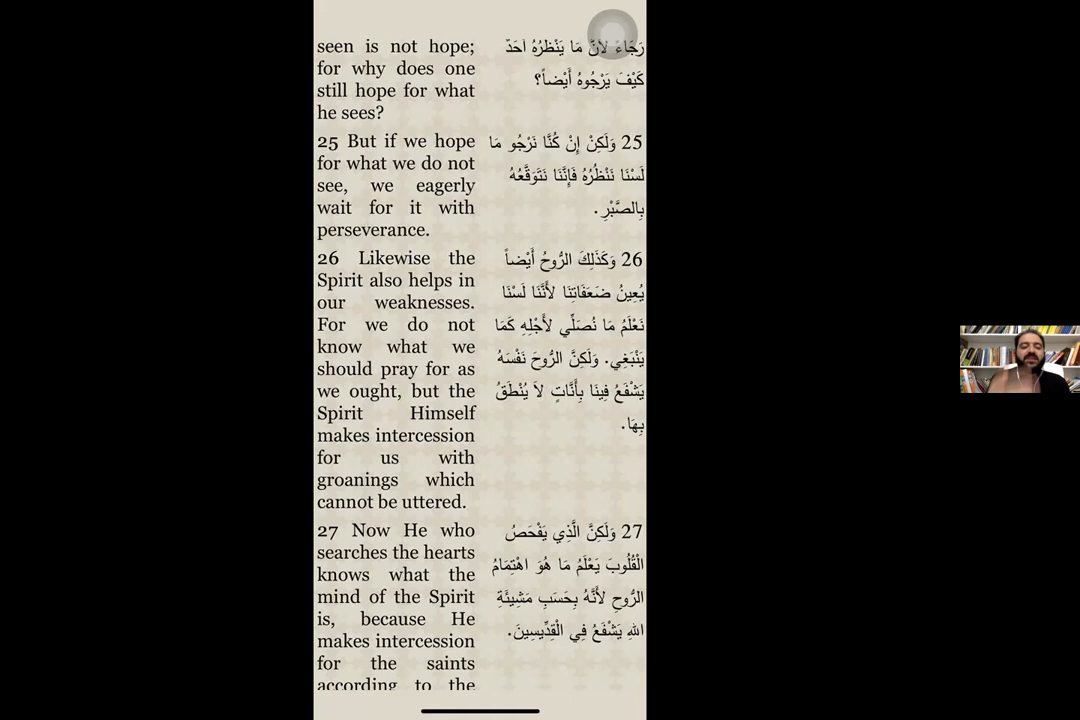 seen is not hope;
for why does one
still hope for what
he sees?
25 But if we hope
for what we do not
see, we eagerly
wait for it with
perseverance.
26 Likewise the
Spirit also helps in
our weaknesses.
For we do not
know what we
should pray for as
we ought, but the
Spirit Himself
makes intercession
for us with
groanings which
cannot be uttered.
27 Now He who
searches the hearts
knows what the
mind of the Spirit
is, because He
makes intercession
for the saints
according to the
رَجَاءً لأَنَّ مَا يَنْظُرُهُ أَحَدٌ
كَيْفَ يَرْجُوهُ أَيْضاً؟
25 وَلَكِنْ إِنْ كُنَّا نَرْجُو مَا
لَسْنَا نَنْظُرُهُ فَإِنَّنَا نَتَوَقَّعُهُ
بِالصَّبْرِ.
26 وَكَذَلِكَ الرُّوحُ أَيْضاً
يُعِينُ ضَعَفَاتِنَا لأَنَّنَا لَسْنَا
نَعْلَمُ مَا نُصَلِّي لأَجْلِهِ كَمَا
يَنْبَغِي. وَلَكِنَّ الرُّوحَ نَفْسَهُ
يَشْفَعُ فِينَا بِأَنَّاتٍ لاَ يُنْطَقُ
بِهَا.
27 وَلَكِنَّ الَّذِي يَفْحَصُ
الْقُلُوبَ يَعْلَمُ مَا هُوَ اهْتِمَامُ
الرُّوحِ لأَنَّهُ بِحَسَبِ مَشِيئَةِ
اللهِ يَشْفَعُ فِي الْقِدِّيسِينَ.